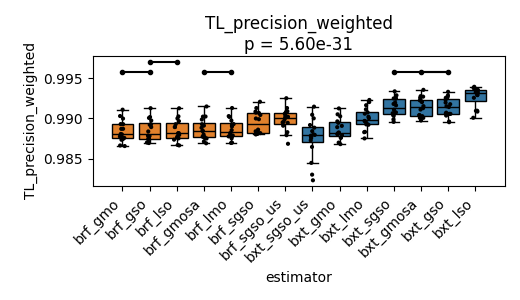 TL_precision_weighted
p = 5.60e-31
TL_precision_weighted
0.995
0.990
0.985
brf_gmo
brf_gso
brf_lso
brf_gmosa
brf_lmo
brf_sgso
brf_sgso_us
bxt_sgso_us
bxt_gmo
bxt_lmo
bxt_sgso
bxt_gmosa
bxt_gso
bxt_lso
estimator